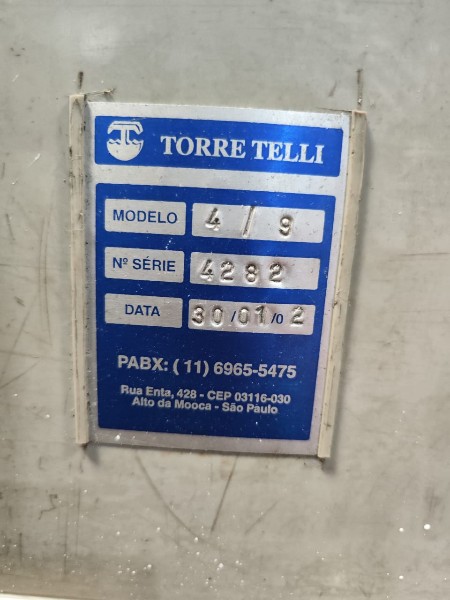 TORRE TELLI
MODELO 4 / 9
Nº SÉRIE 4282
DATA 30/01/02
PABX: ( 11) 6965-5475
Rua Enta, 428 - CEP 03116-030
Alto da Mooca - São Paulo